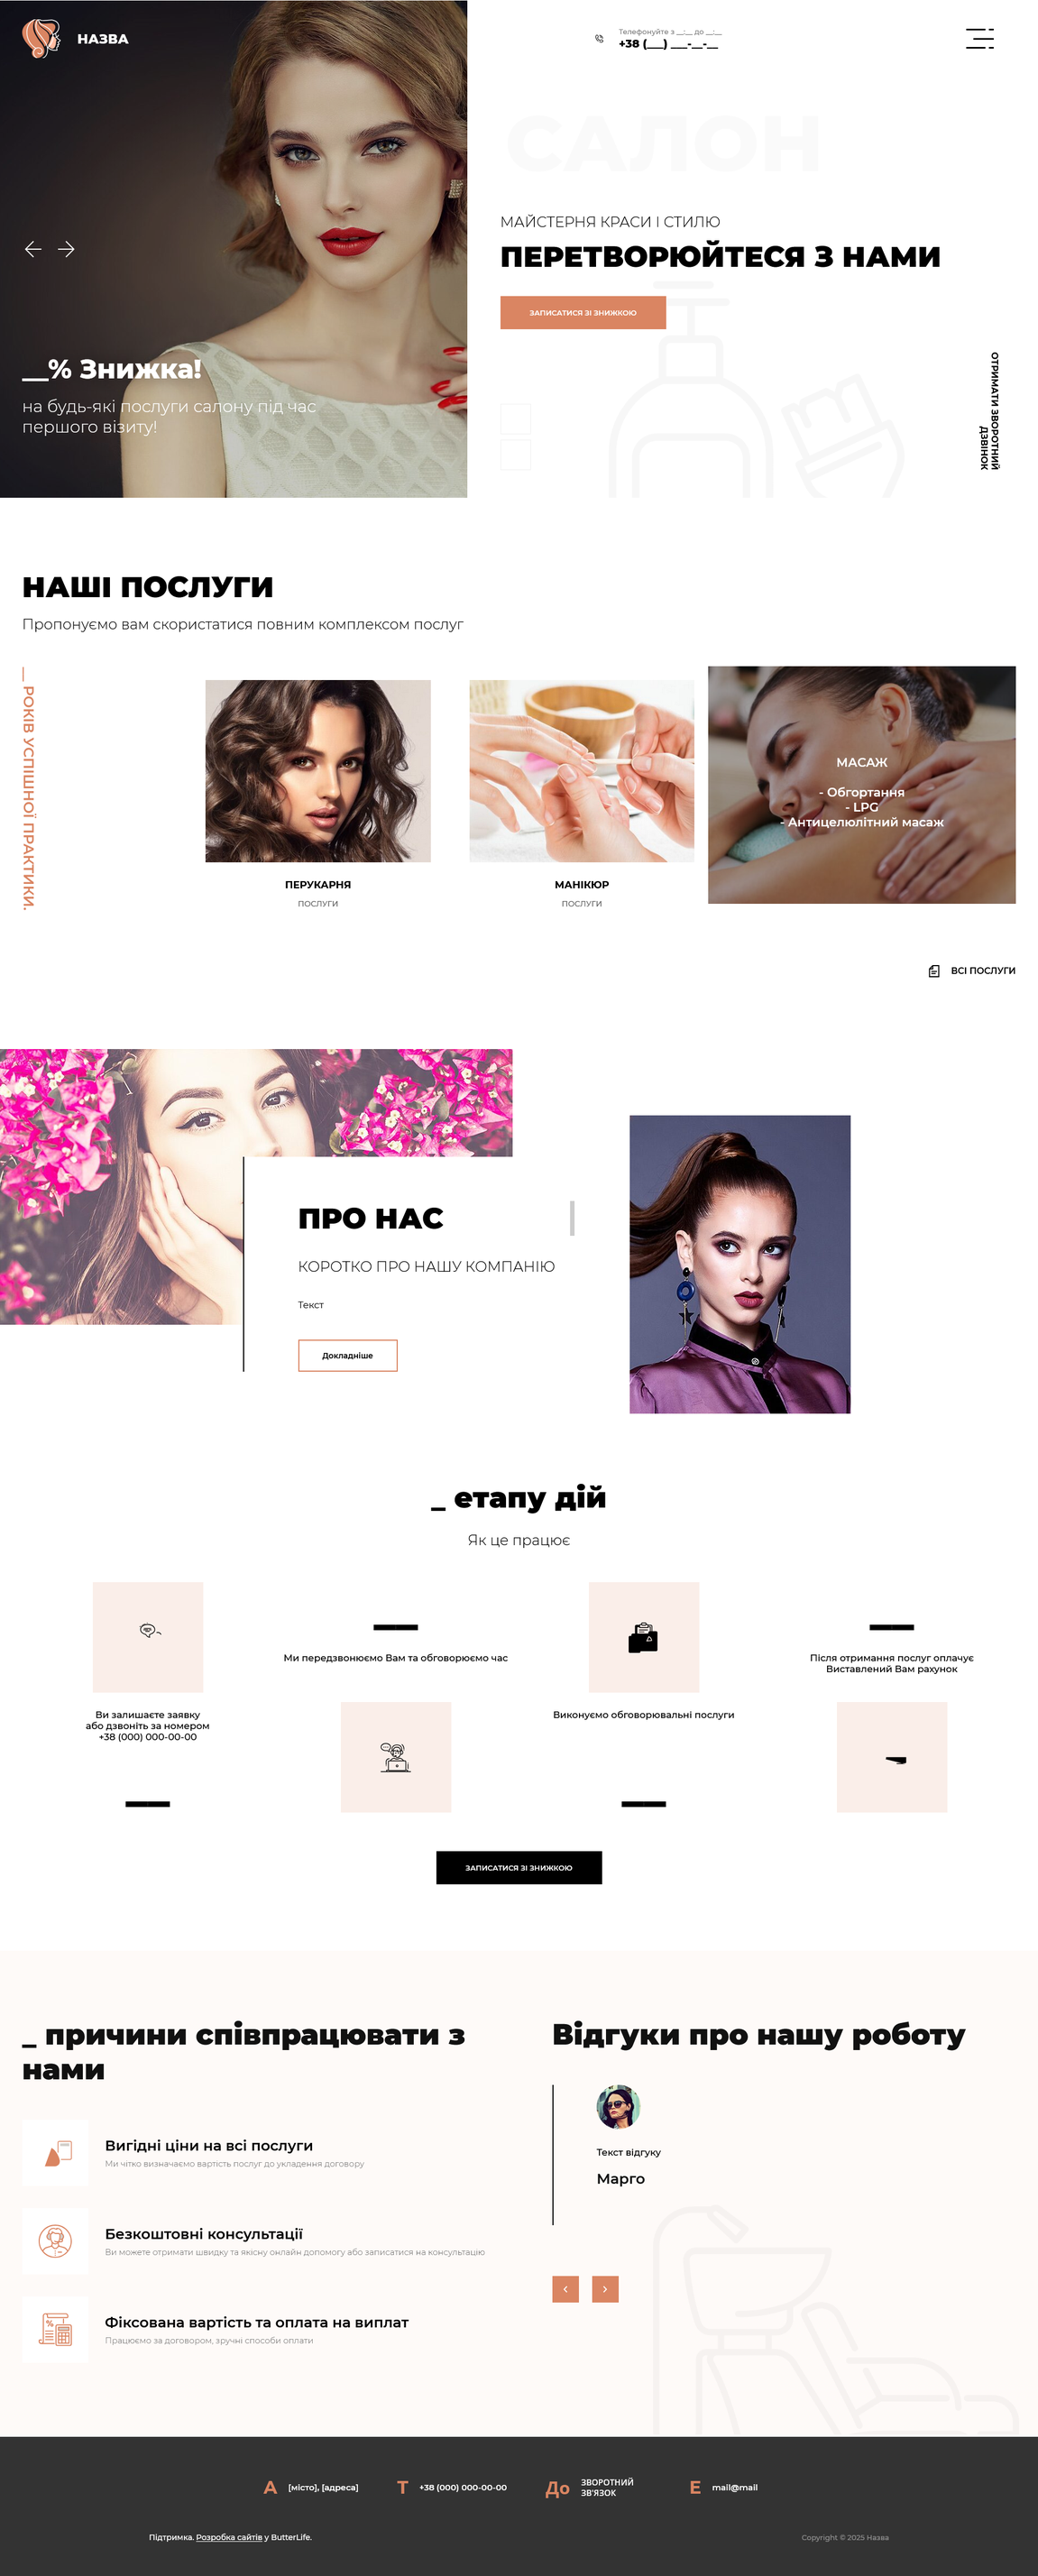 НАЗВА
Телефонуйте з __:__ до __:__
+38 (___) ___-__-__
САЛОН
МАЙСТЕРНЯ КРАСИ І СТИЛЮ
ПЕРЕТВОРЮЙТЕСЯ З НАМИ
ЗАПИСАТИСЯ ЗІ ЗНИЖКОЮ
__% Знижка!
на будь-які послуги салону під час
першого візиту!
ОТРИМАТИ ЗВОРОТНИЙ
ДЗВІНОК
НАШІ ПОСЛУГИ
Пропонуємо вам скористатися повним комплексом послуг
__ РОКІВ УСПІШНОЇ ПРАКТИКИ.
ПЕРУКАРНЯ
ПОСЛУГИ
МАНІКЮР
ПОСЛУГИ
МАСАЖ
- Обгортання
- LPG
- Антицелюлітний масаж
ВСІ ПОСЛУГИ
ПРО НАС
КОРОТКО ПРО НАШУ КОМПАНІЮ
Текст
Докладніше
_ етапу дій
Як це працює
Ви залишаєте заявку
або дзвоніть за номером
+38 (000) 000-00-00
Ми передзвонюємо Вам та обговорюємо час
Виконуємо обговорювальні послуги
Після отримання послуг оплачує
Виставлений Вам рахунок
ЗАПИСАТИСЯ ЗІ ЗНИЖКОЮ
_ причини співпрацювати з
нами
Вигідні ціни на всі послуги
Ми чітко визначаємо вартість послуг до укладення договору
Безкоштовні консультації
Ви можете отримати швидку та якісну онлайн допомогу або записатися на консультацію
Фіксована вартість та оплата на виплат
Працюємо за договором, зручні способи оплати
Відгуки про нашу роботу
Текст відгуку
Марго
А [місто], [адреса]
Т +38 (000) 000-00-00
До ЗВОРОТНИЙ
ЗВ'ЯЗОК
Е mail@mail
Підтримка. Розробка сайтів у ButterLife.
Copyright © 2025 Назва